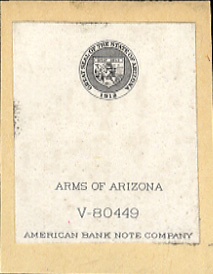 GREAT SEAL OF THE STATE OF ARIZONA
1912
ARMS OF ARIZONA
V-80449
AMERICAN BANK NOTE COMPANY